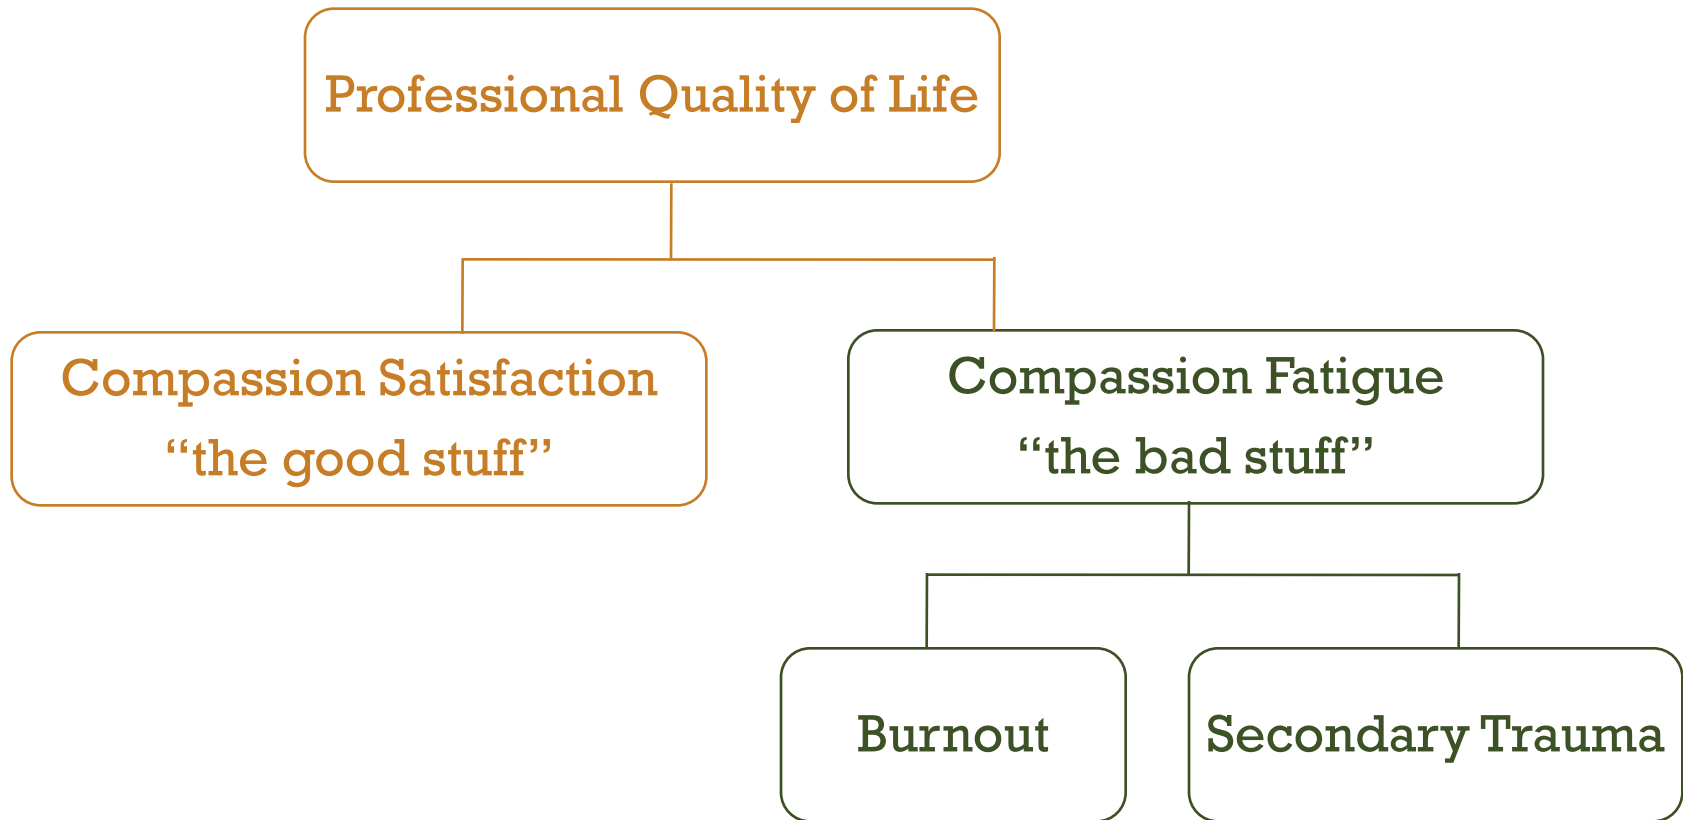 Professional Quality of Life
Compassion Satisfaction
“the good stuff”
Compassion Fatigue
“the bad stuff”
Burnout
Secondary Trauma